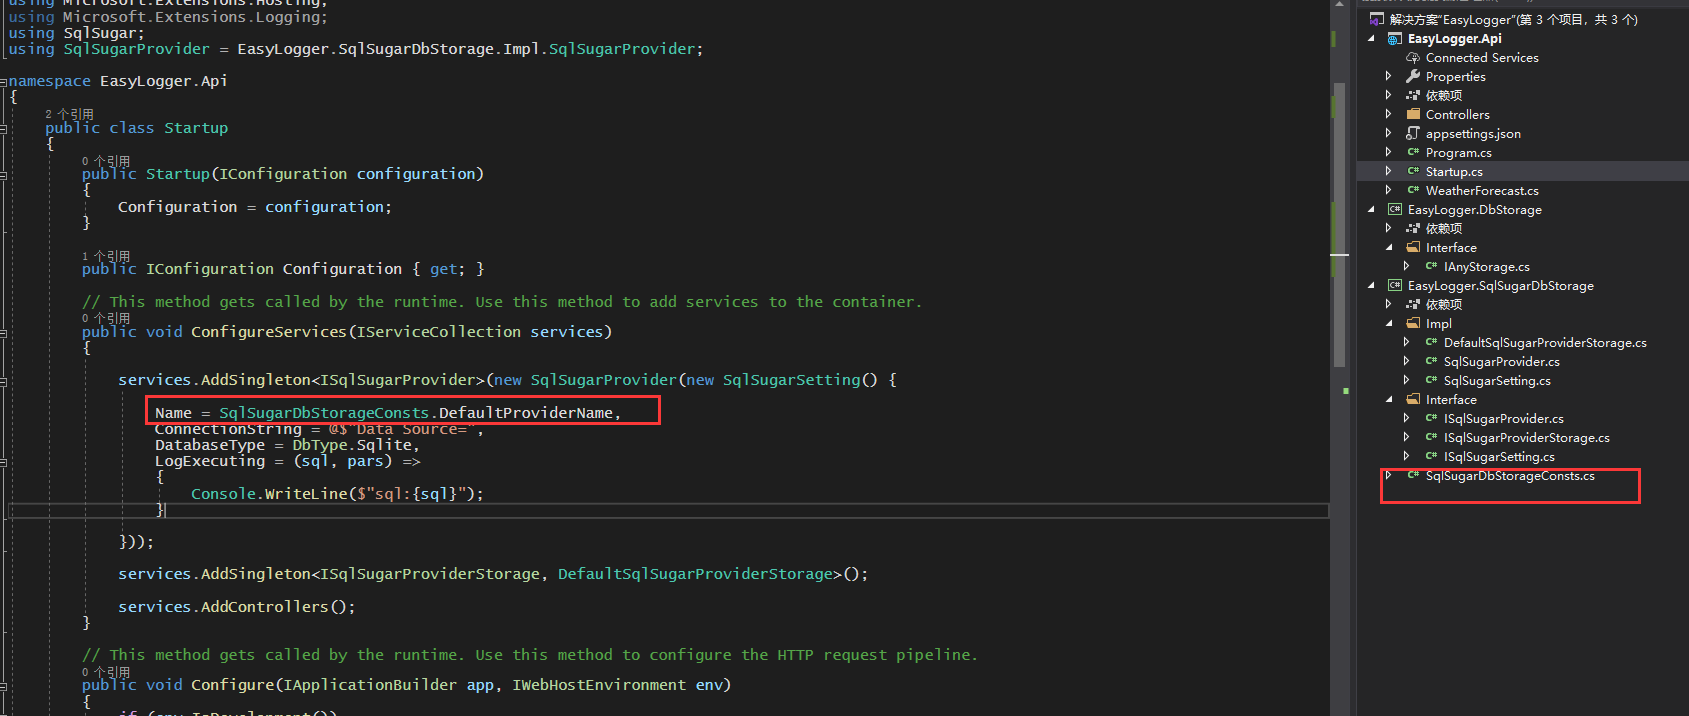 using Microsoft.Extensions.Hosting;
using Microsoft.Extensions.Logging;
using SqlSugar;
using SqlSugarProvider = EasyLogger.SqlSugarDbStorage.Impl.SqlSugarProvider;
namespace EasyLogger.Api
{
2 个引用
public class Startup
{
0 个引用
public Startup(IConfiguration configuration)
{
Configuration = configuration;
}
1 个引用
public IConfiguration Configuration { get; }
// This method gets called by the runtime. Use this method to add services to the container.
0 个引用
public void ConfigureServices(IServiceCollection services)
{
services.AddSingleton<ISqlSugarProvider>(new SqlSugarProvider(new SqlSugarSetting() {
Name = SqlSugarDbStorageConsts.DefaultProviderName,
ConnectionString = @$"Data Source=",
DatabaseType = DbType.Sqlite,
LogExecuting = (sql, pars) =>
{
Console.WriteLine($"sql:{sql}");
}
}));
services.AddSingleton<ISqlSugarProviderStorage, DefaultSqlSugarProviderStorage>();
services.AddControllers();
}
// This method gets called by the runtime. Use this method to configure the HTTP request pipeline.
0 个引用
public void Configure(IApplicationBuilder app, IWebHostEnvironment env)
{
if (env.IsDevelopment())
解决方案"EasyLogger"(第 3 个项目, 共 3 个)
EasyLogger.Api
Connected Services
Properties
依赖项
Controllers
appsettings.json
C# Program.cs
C# Startup.cs
C# WeatherForecast.cs
C# EasyLogger.DbStorage
依赖项
Interface
C# IAnyStorage.cs
C# EasyLogger.SqlSugarDbStorage
依赖项
Impl
C# DefaultSqlSugarProviderStorage.cs
C# SqlSugarProvider.cs
C# SqlSugarSetting.cs
Interface
C# ISqlSugarProvider.cs
C# ISqlSugarProviderStorage.cs
C# ISqlSugarSetting.cs
C# SqlSugarDbStorageConsts.cs